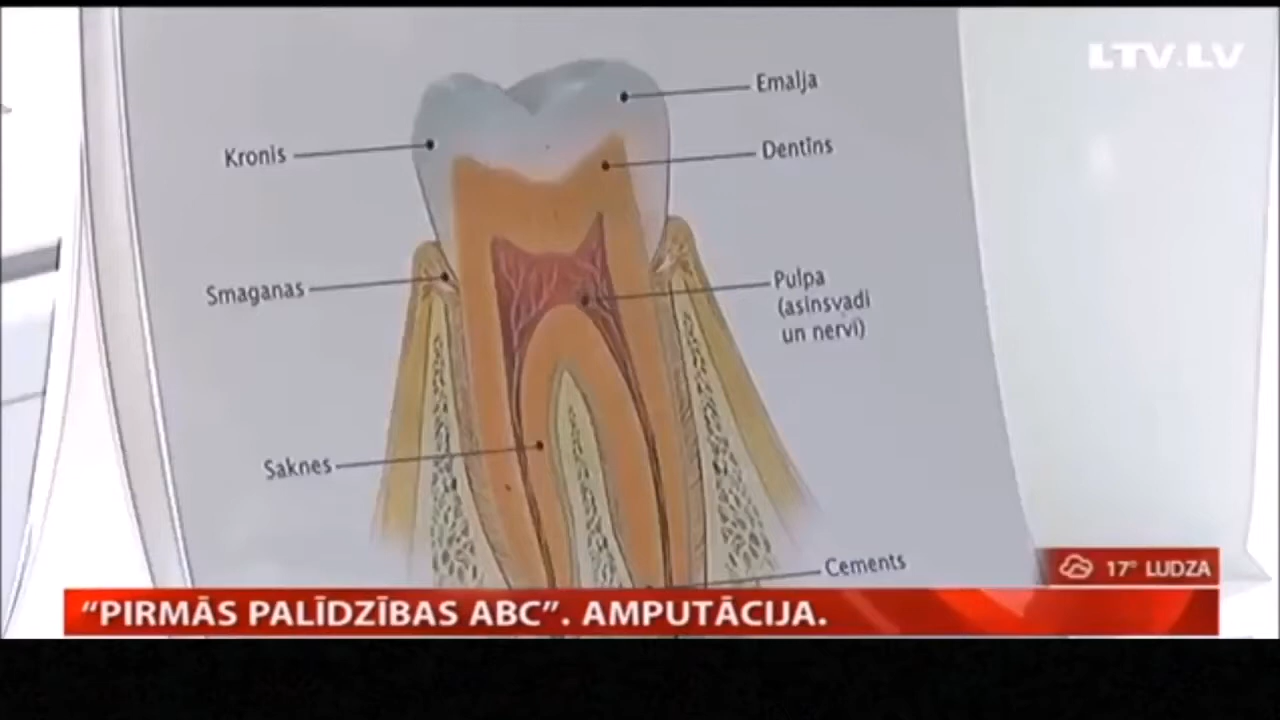 LTV.LV
Emalja
Kronis
Dentīns
Smaganas
Pulpa
(asinsvadi
un nervi)
Saknes
Cements
17° LUDZA
“PIRMĀS PALĪDZĪBAS ABC”. AMPUTĀCIJA.